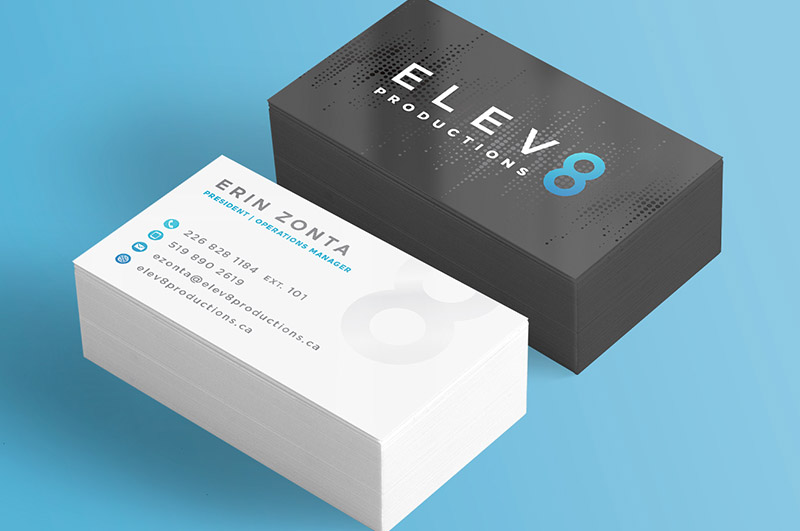 ELEV8
PRODUCTIONS
ERIN ZONTA
PRESIDENT | OPERATIONS MANAGER
226 828 1184 EXT. 101
519 890 2619
ezonta@elev8productions.ca
elev8productions.ca
8